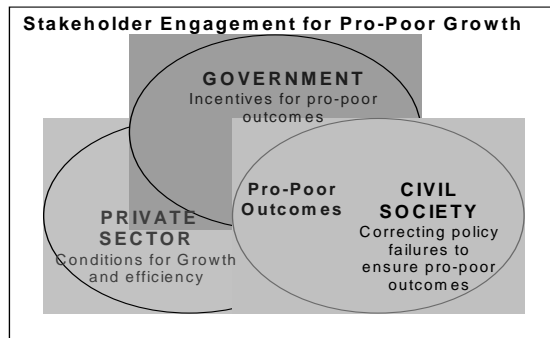 Stakeholder Engagement for Pro-Poor Growth
GOVERNMENT
Incentives for pro-poor
outcomes
Pro-Poor
Outcomes
PRIVATE
SECTOR
Conditions for Growth
and efficiency
CIVIL
SOCIETY
Correcting policy
failures to
ensure pro-poor
outcomes